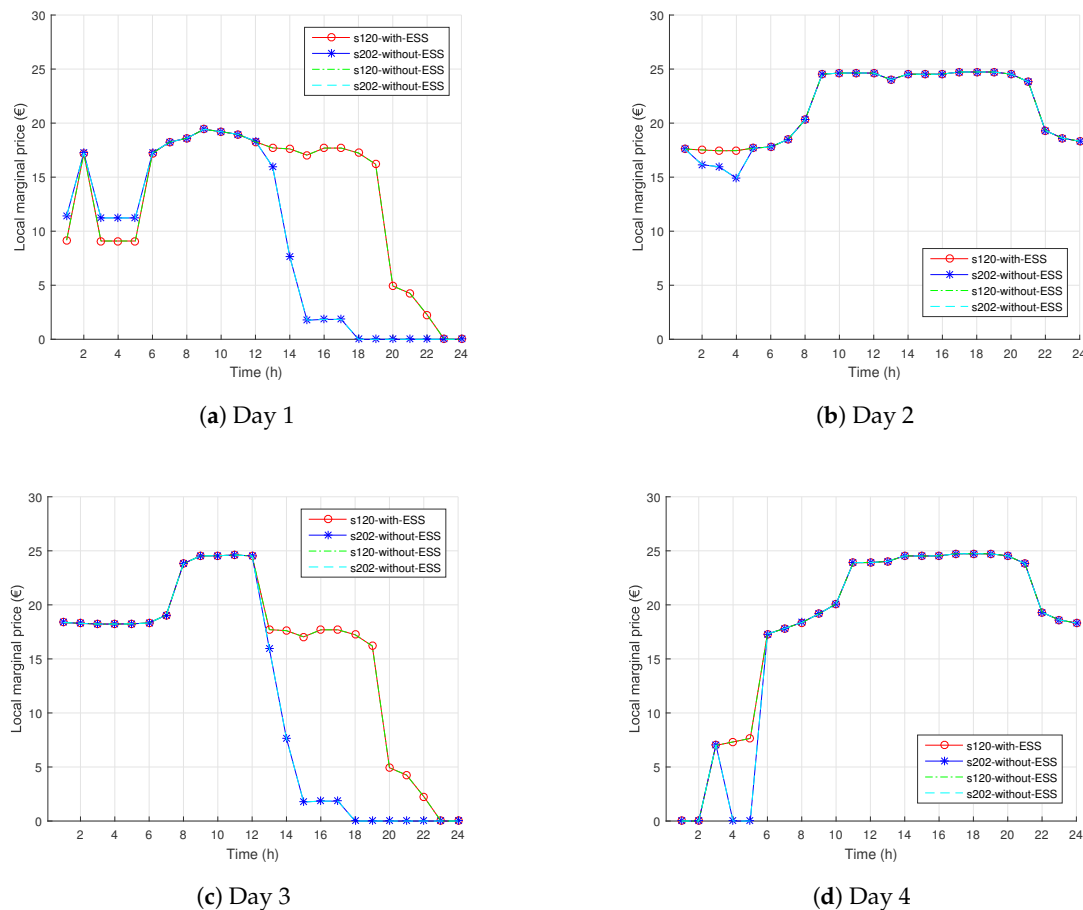 Local marginal price (€)
30
25
20
15
10
5
0
s120-with-ESS
s202-without-ESS
s120-without-ESS
s202-without-ESS
2 4 6 8 10 12 14 16 18 20 22 24
Time (h)
(a) Day 1
Local marginal price (€)
30
25
20
15
10
5
0
s120-with-ESS
s202-without-ESS
s120-without-ESS
s202-without-ESS
2 4 6 8 10 12 14 16 18 20 22 24
Time (h)
(b) Day 2
Local marginal price (€)
30
25
20
15
10
5
0
s120-with-ESS
s202-without-ESS
s120-without-ESS
s202-without-ESS
2 4 6 8 10 12 14 16 18 20 22 24
Time (h)
(c) Day 3
Local marginal price (€)
30
25
20
15
10
5
0
s120-with-ESS
s202-without-ESS
s120-without-ESS
s202-without-ESS
2 4 6 8 10 12 14 16 18 20 22 24
Time (h)
(d) Day 4